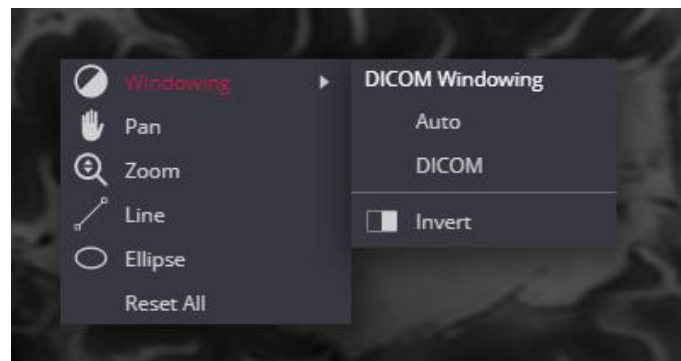 Windowing
Pan
Zoom
Line
Ellipse
Reset All
DICOM Windowing
Auto
DICOM
Invert